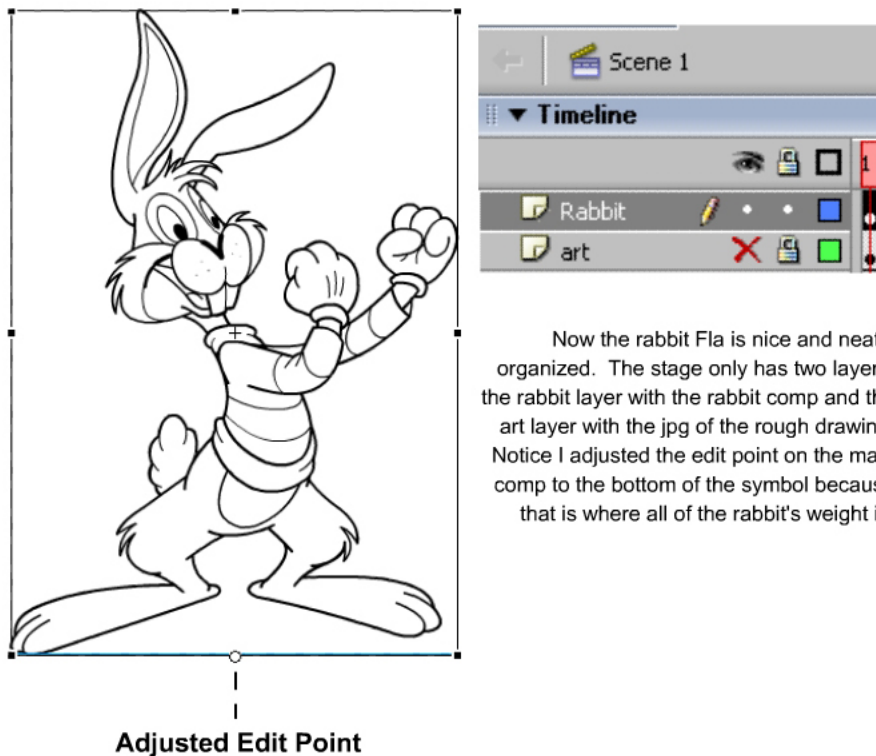 Scene 1
Timeline
1
Rabbit
art
Now the rabbit Fla is nice and neat
organized. The stage only has two layer
the rabbit layer with the rabbit comp and th
art layer with the jpg of the rough drawin
Notice I adjusted the edit point on the ma
comp to the bottom of the symbol becaus
that is where all of the rabbit's weight i
Adjusted Edit Point